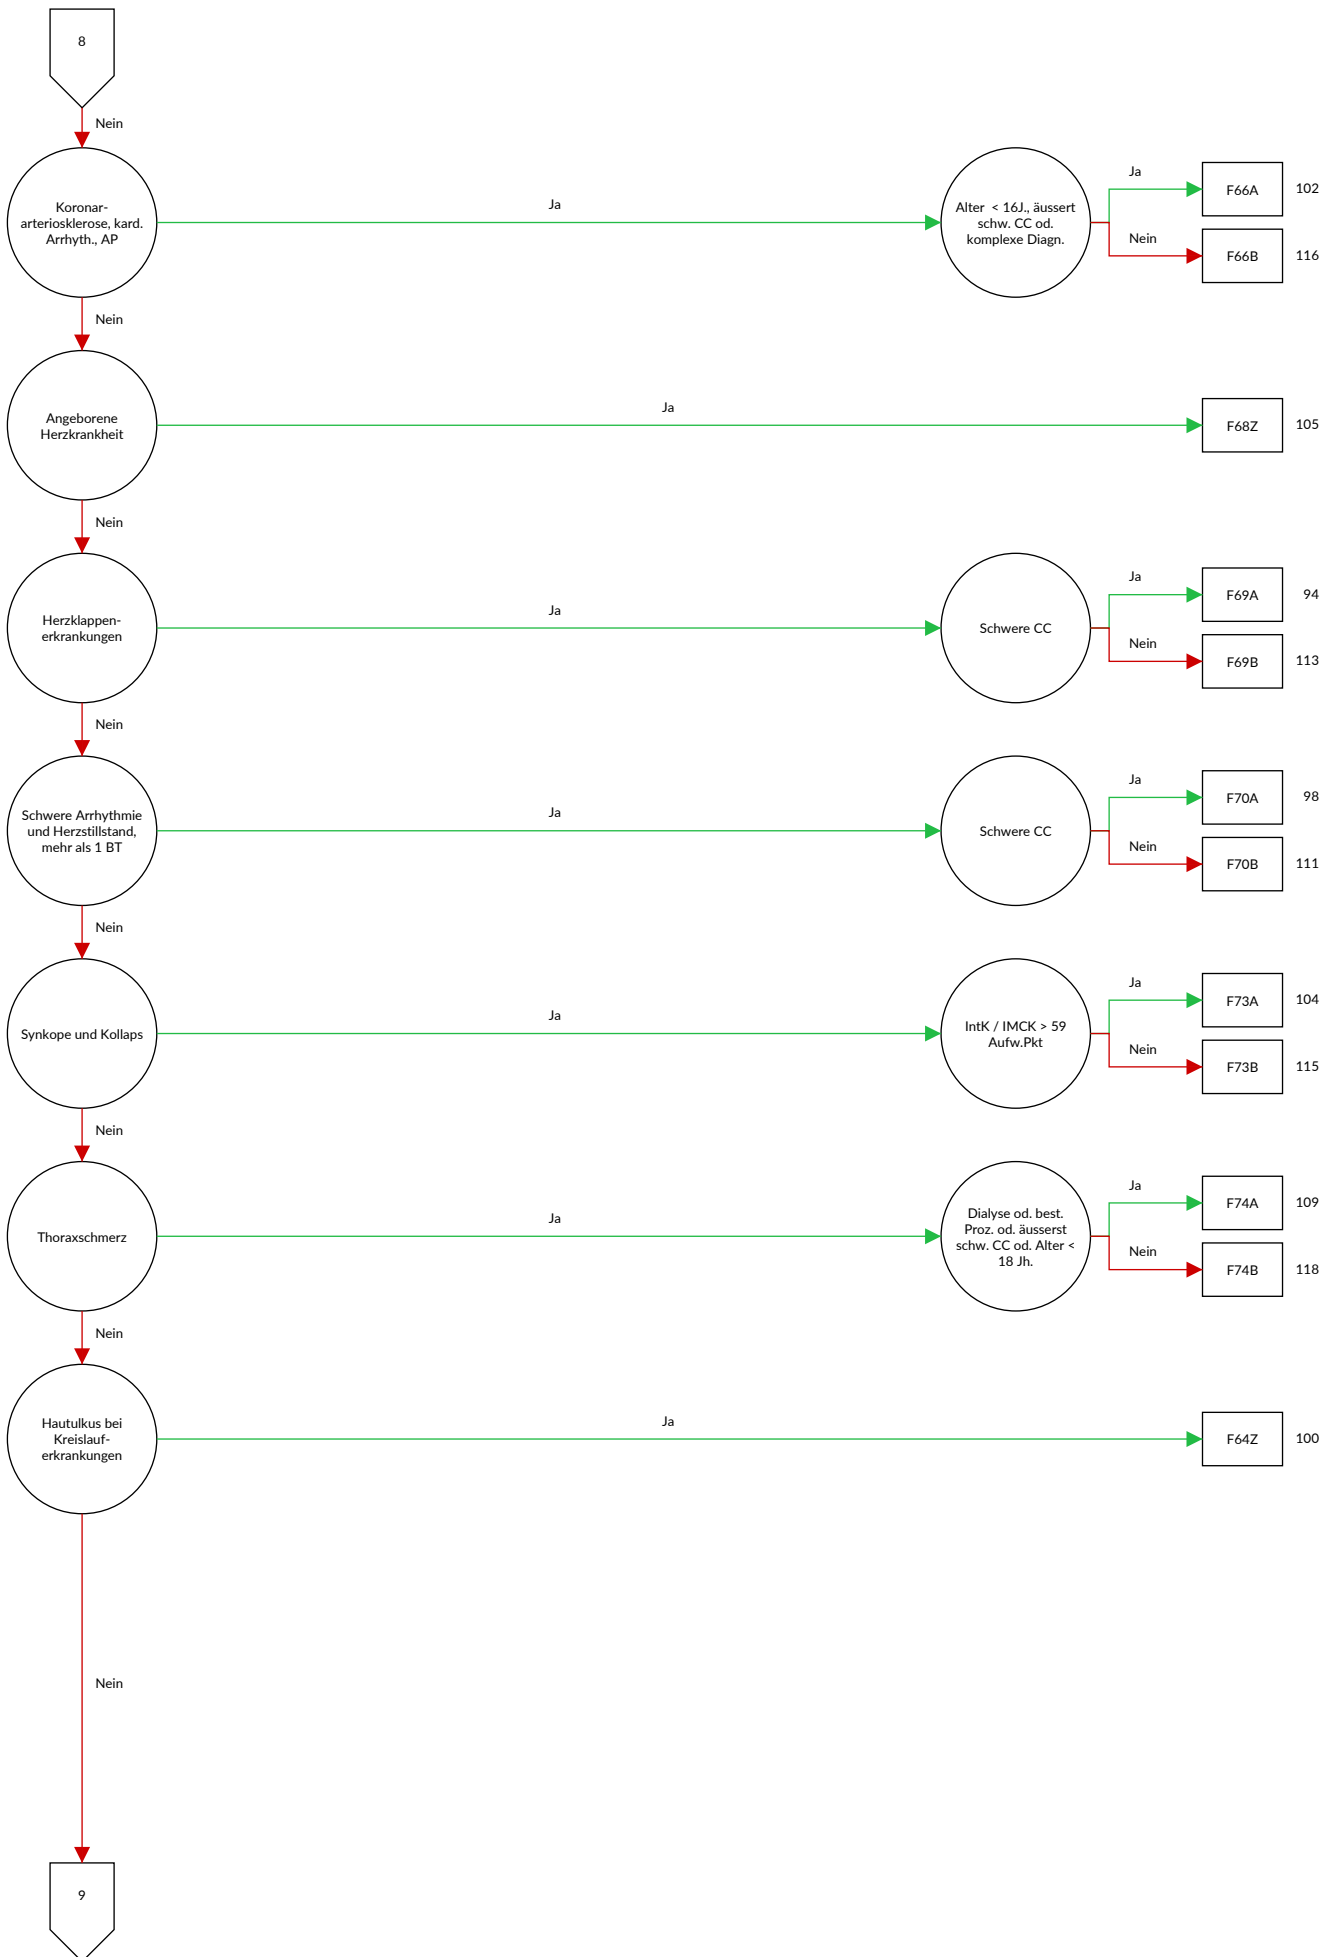 8
Nein
Koronar-
arteriosklerose, kard.
Arrhyth., AP
Ja
Alter < 16J., äussert
schw. CC od.
komplexe Diagn.
Ja
F66A
102
Nein
F66B
116
Nein
Angeborene
Herzkrankheit
Ja
F68Z
105
Nein
Herzklappen-
erkrankungen
Ja
Schwere CC
Ja
F69A
94
Nein
F69B
113
Nein
Schwere Arrhythmie
und Herzstillstand,
mehr als 1 BT
Ja
Schwere CC
Ja
F70A
98
Nein
F70B
111
Nein
Synkope und Kollaps
Ja
IntK / IMCK > 59
Aufw.Pkt
Ja
F73A
104
Nein
F73B
115
Nein
Thoraxschmerz
Ja
Dialyse od. best.
Proz. od. äusserst
schw. CC od. Alter <
18 Jh.
Ja
F74A
109
Nein
F74B
118
Nein
Hautulkus bei
Kreislauf-
erkrankungen
Ja
F64Z
100
Nein
9